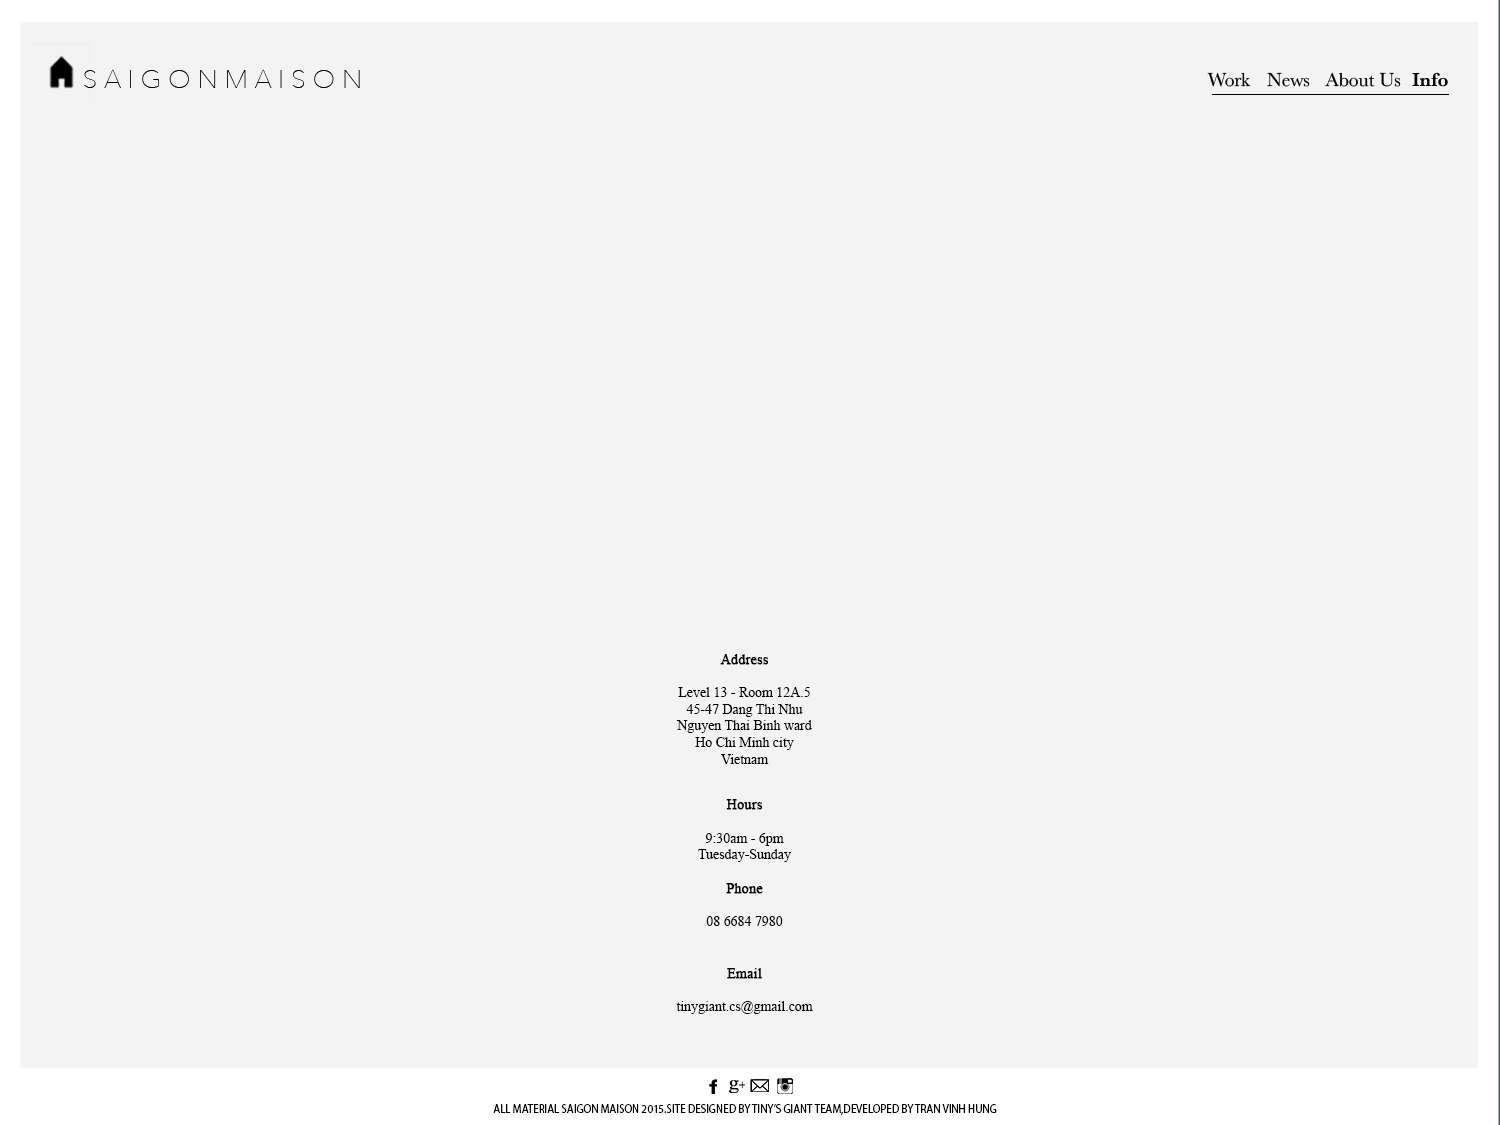 SAIGONMAISON
Work News About Us Info
Address
Level 13 - Room 12A.5
45-47 Dang Thi Nhu
Nguyen Thai Binh ward
Ho Chi Minh city
Vietnam
Hours
9:30am - 6pm
Tuesday-Sunday
Phone
08 6684 7980
Email
tinygiant.cs@gmail.com
g+
ALL MATERIAL SAIGON MAISON 2015.SITE DESIGNED BY TINY'S GIANT TEAM,DEVELOPED BY TRAN VINH HUNG